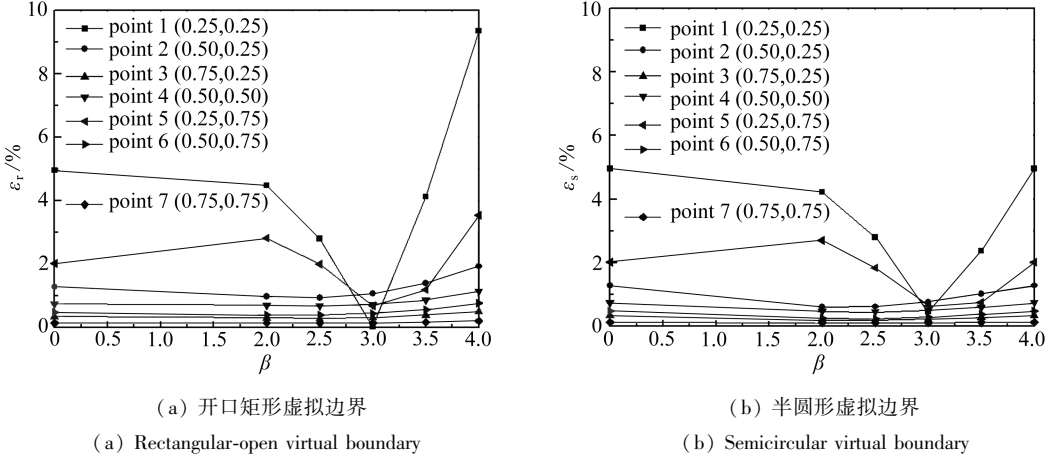 (a)
10
8
6
4
2
0
εr/%
point 1 (0.25,0.25)
point 2 (0.50,0.25)
point 3 (0.75,0.25)
point 4 (0.50,0.50)
point 5 (0.25,0.75)
point 6 (0.50,0.75)
point 7 (0.75,0.75)
0.0 0.5 1.0 1.5 2.0 2.5 3.0 3.5 4.0
β
(a) 开口矩形虚拟边界
(a) Rectangular-open virtual boundary
(b)
10
8
6
4
2
0
εs/%
point 1 (0.25,0.25)
point 2 (0.50,0.25)
point 3 (0.75,0.25)
point 4 (0.50,0.50)
point 5 (0.25,0.75)
point 6 (0.50,0.75)
point 7 (0.75,0.75)
0 0.5 1.0 1.5 2.0 2.5 3.0 3.5 4.0
β
(b) 半圆形虚拟边界
(b) Semicircular virtual boundary